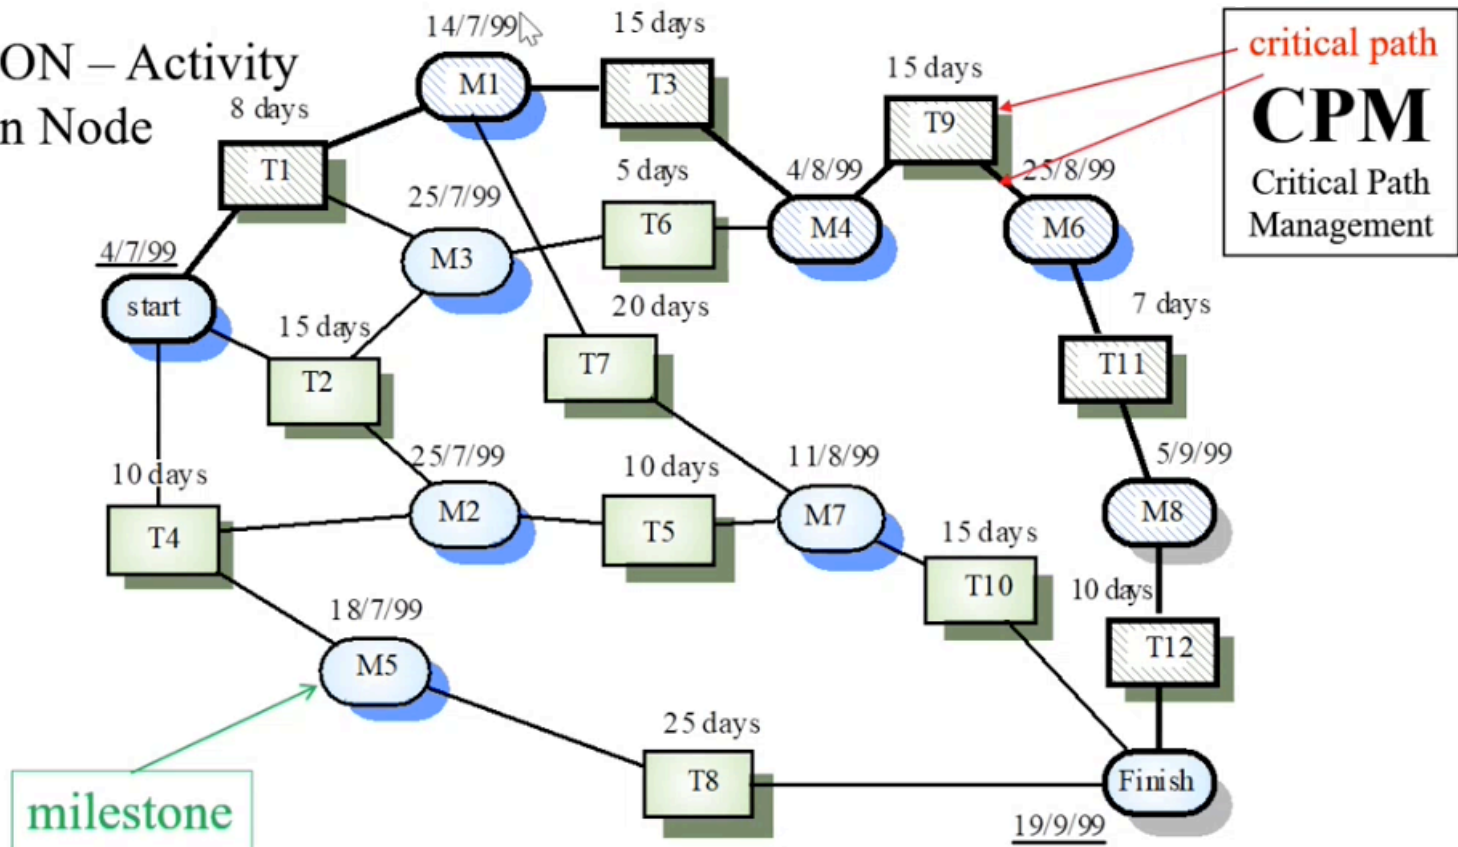 ON – Activity
n Node
14/7/99
15 days
critical path
CPM
Critical Path
Management
8 days
M1
T3
15 days
T9
T1
25/7/99
5 days
4/8/99
25/8/99
4/7/99
M3
T6
M4
M6
start
15 days
20 days
7 days
T2
T7
T11
10 days
25/7/99
10 days
11/8/99
5/9/99
T4
M2
T5
M7
M8
15 days
18/7/99
T10
10 days
M5
T12
25 days
milestone
T8
Finish
19/9/99